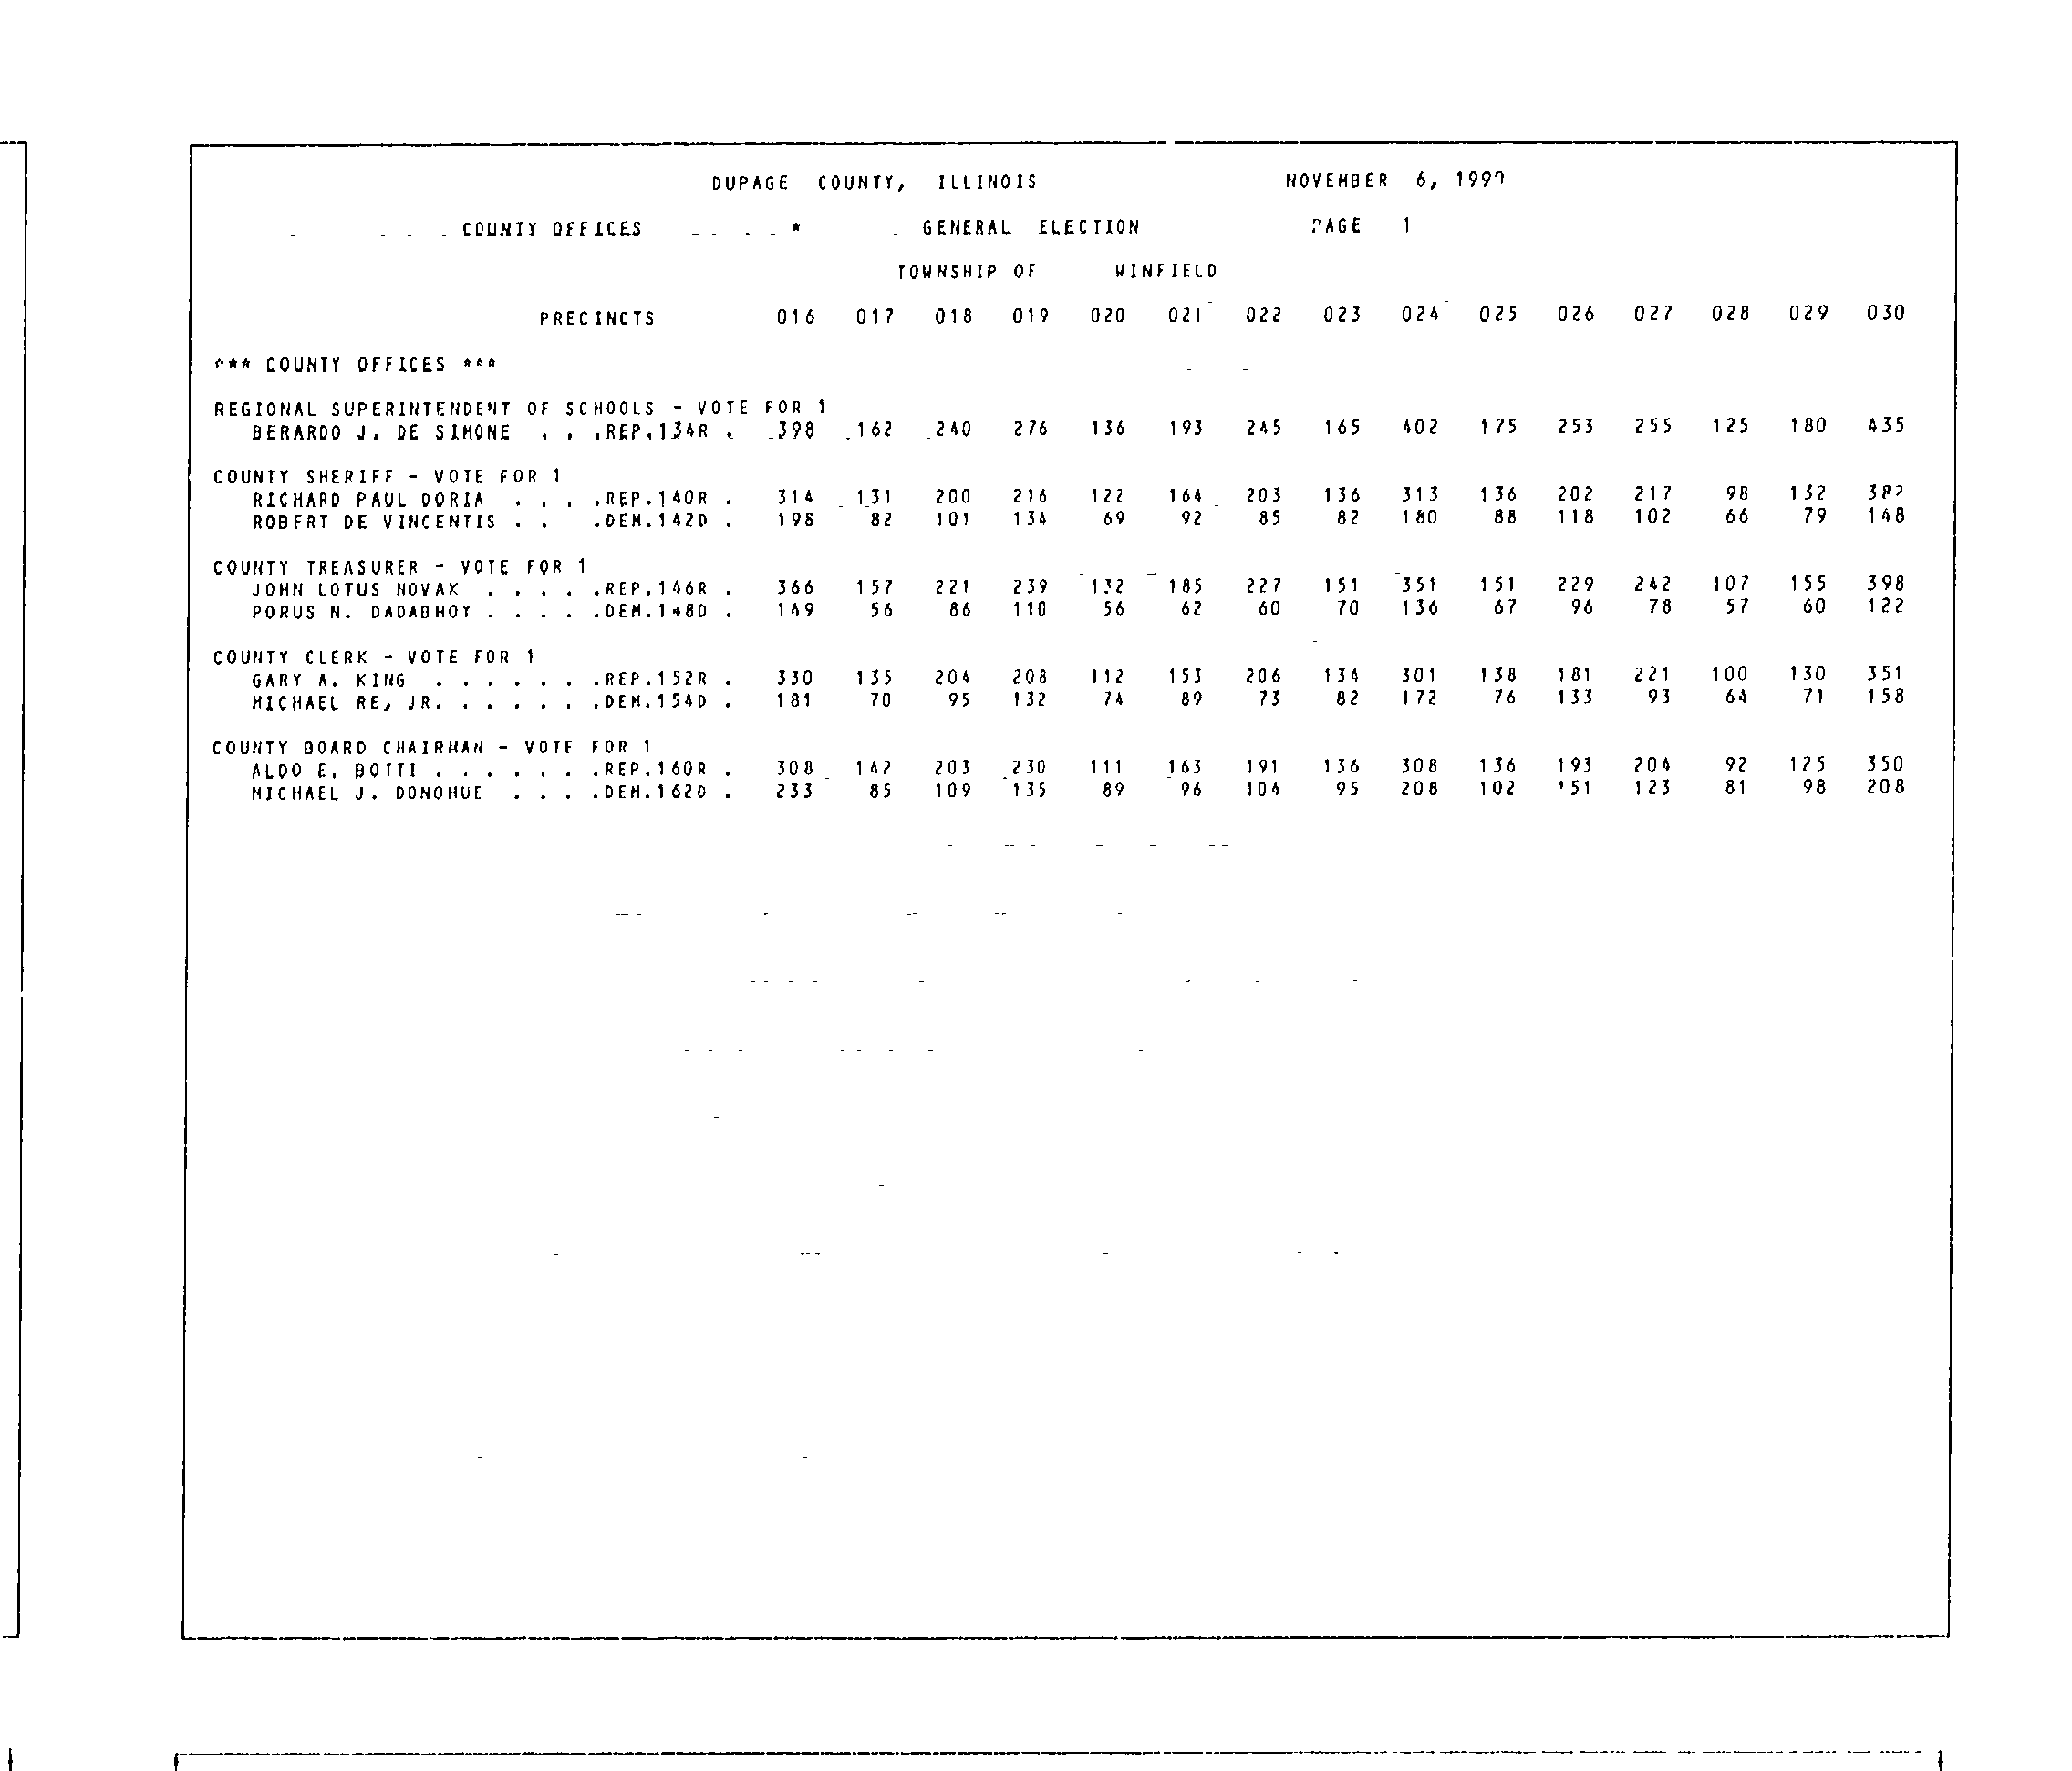 DUPAGE COUNTY, ILLINOIS NOVEMBER 6,
COUNTY OFFICES * GENERAL ELECTION PAGE 1
TOWNSHIP OF WINFIELD
PRECINCTS 016 017 018 019 020 021 022 023 024 025 026 027 028 029 030
*** COUNTY OFFICES ***
REGIONAL SUPERINTENDENT OF SCHOOLS - VOTE FOR 1
BERARDO J. DE SIMONE . . .REP.134R . 398 162 240 276 136 193 245 165 402 175 253 255 125 180 435
COUNTY SHERIFF - VOTE FOR 1
RICHARD PAUL DORIA . . . .REP.140R . 314 131 200 216 122 164 203 136 313 136 202 217 98 132 382
ROBERT DE VINCENTIS . . .DEM.142D . 198 82 101 134 69 92 85 82 180 88 118 102 66 79 148
COUNTY TREASURER - VOTE FOR 1
JOHN LOTUS NOVAK . . . . .REP.146R . 366 157 221 239 132 185 227 151 351 151 229 242 107 155 398
PORUS N. DADABHOY . . . . .DEM.148D . 149 56 86 110 56 62 60 70 136 67 96 78 57 60 122
COUNTY CLERK - VOTE FOR 1
GARY A. KING . . . . . . .REP.152R . 330 135 204 208 112 153 206 134 301 138 181 221 100 130 351
MICHAEL RE, JR. . . . . . .DEM.154D . 181 70 95 132 74 89 73 82 172 76 133 93 64 71 158
COUNTY BOARD CHAIRMAN - VOTE FOR 1
ALDO E. BOTTI . . . . . . .REP.160R . 308 142 203 230 111 163 191 136 308 136 193 204 92 125 350
MICHAEL J. DONOHUE . . . .DEM.162D . 233 85 109 135 89 96 104 95 208 102 151 123 81 98 208